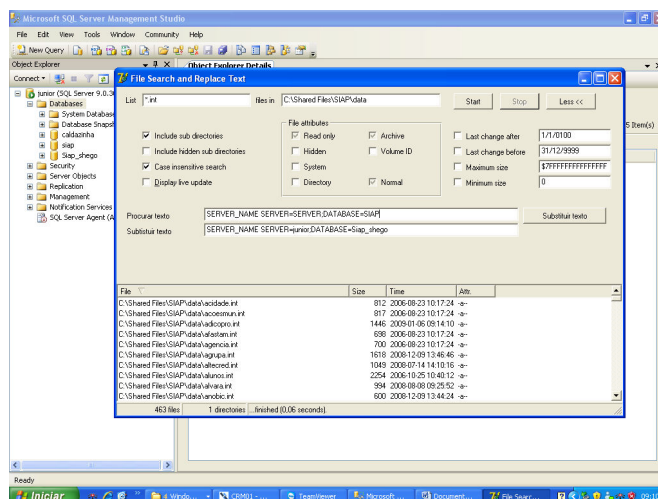 Microsoft SQL Server Management Studio
File Edit View Tools Window Community Help
New Query
Object Explorer
Object Explorer Details
Connect
junior (SQL Server 9.0.3
Databases
System Database
Database Snapsh
caldazinha
siap
Siap_shego
Security
Server Objects
Replication
Management
Notification Services
SQL Server Agent (A
5 Item(s)
File Search and Replace Text
List *.int files in C:\Shared Files\SIAP\data Start Stop Less <<
File attributes
Include sub directories Read only Archive Last change after 1/1/0100
Include hidden sub directories Hidden Volume ID Last change before 31/12/9999
Case insensitive search System Maximum size $7FFFFFFFFFFFFFFF
Display live update Directory Normal Minimum size 0
Procurar texto SERVER_NAME SERVER=SERVER;DATABASE=SIAP Substituir texto
Subtistuir texto SERVER_NAME SERVER=junior;DATABASE=Siap_shego
File Size Time Attr.
C:\Shared Files\SIAP\data\acidade.int 812 2006-08-23 10:17:24 -a--
C:\Shared Files\SIAP\data\acoesmun.int 817 2006-08-23 10:17:24 -a--
C:\Shared Files\SIAP\data\adicopro.int 1446 2009-01-06 09:14:10 -a--
C:\Shared Files\SIAP\data\afastam.int 698 2006-08-23 10:17:24 -a--
C:\Shared Files\SIAP\data\agencia.int 700 2006-08-23 10:17:24 -a--
C:\Shared Files\SIAP\data\agrupa.int 1618 2008-12-09 13:46:46 -a--
C:\Shared Files\SIAP\data\altecred.int 1049 2008-07-14 14:10:16 -a--
C:\Shared Files\SIAP\data\alunos.int 2254 2006-10-25 10:40:12 -a--
C:\Shared Files\SIAP\data\alvara.int 994 2008-08-08 09:25:52 -a--
C:\Shared Files\SIAP\data\anobic.int 600 2008-12-09 13:44:24 -a--
463 files 1 directories ...finished (0,06 seconds).
Ready
Iniciar 4 Windo... CRM01 - ... TeamViewer Microsoft ... Document... File Searc...